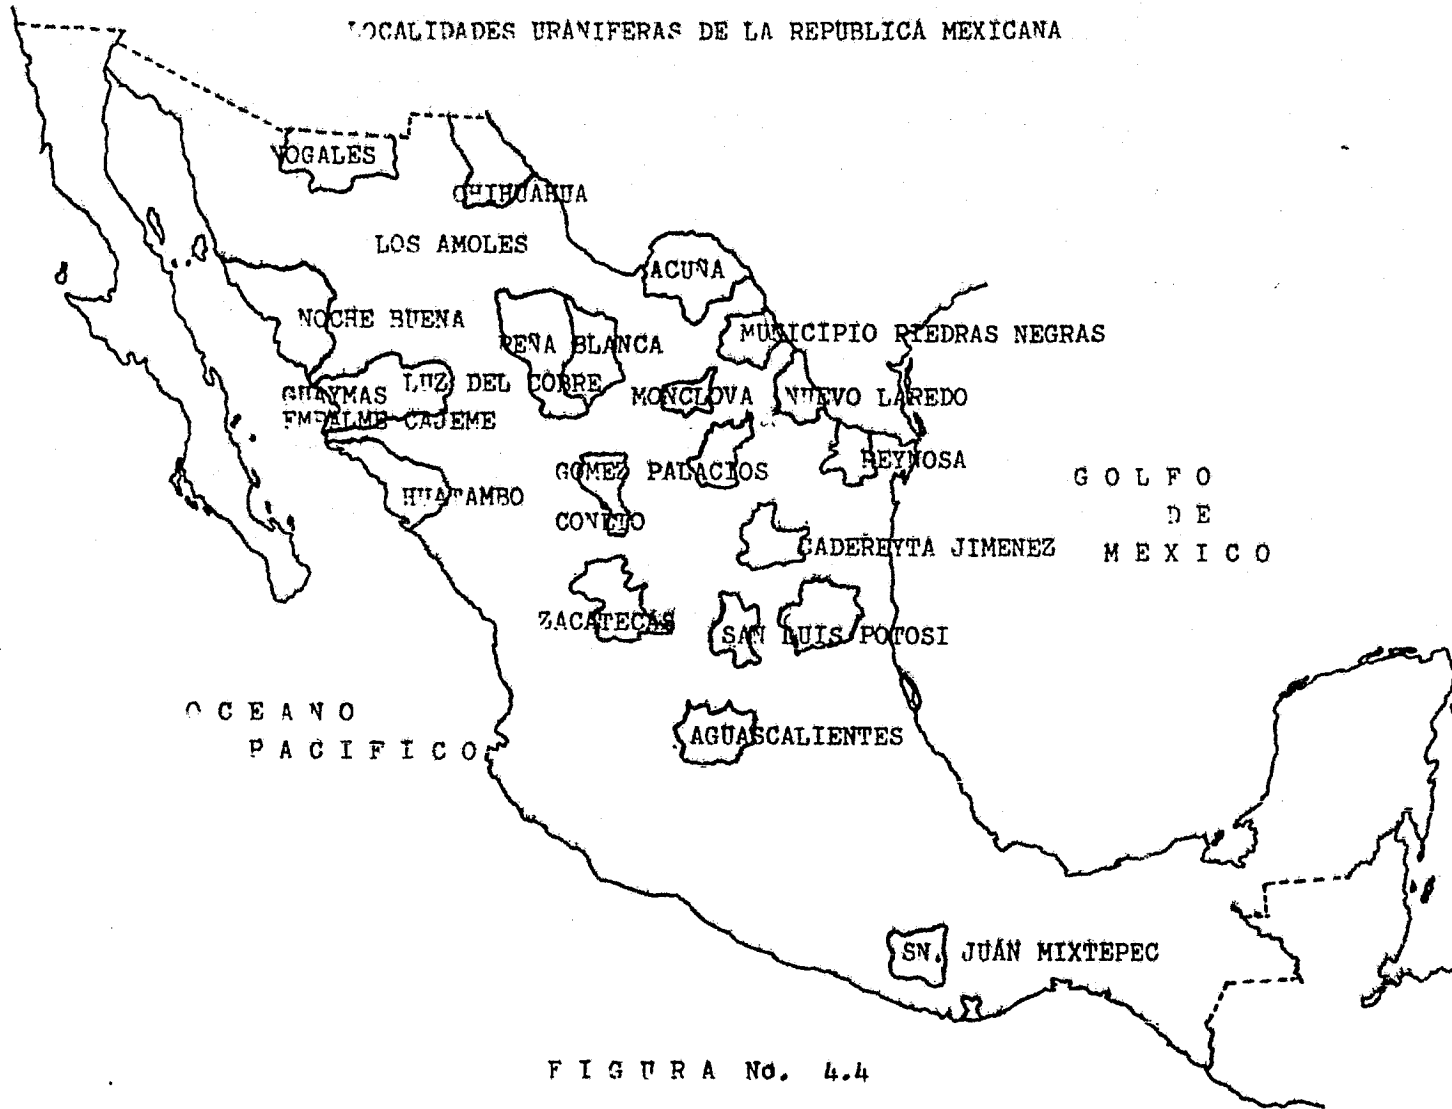 LOCALIDADES URANIFERAS DE LA REPUBLICA MEXICANA
NOGALES
CHIHUAHUA
LOS AMOLES
ACUÑA
NOCHE BUENA
PEÑA BLANCA
MUNICIPIO PIEDRAS NEGRAS
GUAYMAS
LUZ DEL COBRE
MONCLOVA
NUEVO LAREDO
EMPALME CAJEME
GOMEZ PALACIOS
REYNOSA
HUATAMBO
CONETO
CADEREYTA JIMENEZ
GOLFO
DE
MEXICO
ZACATECAS
SAN LUIS POTOSI
OCEANO
PACIFICO
AGUASCALIENTES
SN. JUÁN MIXTEPEC
FIGURA No. 4.4